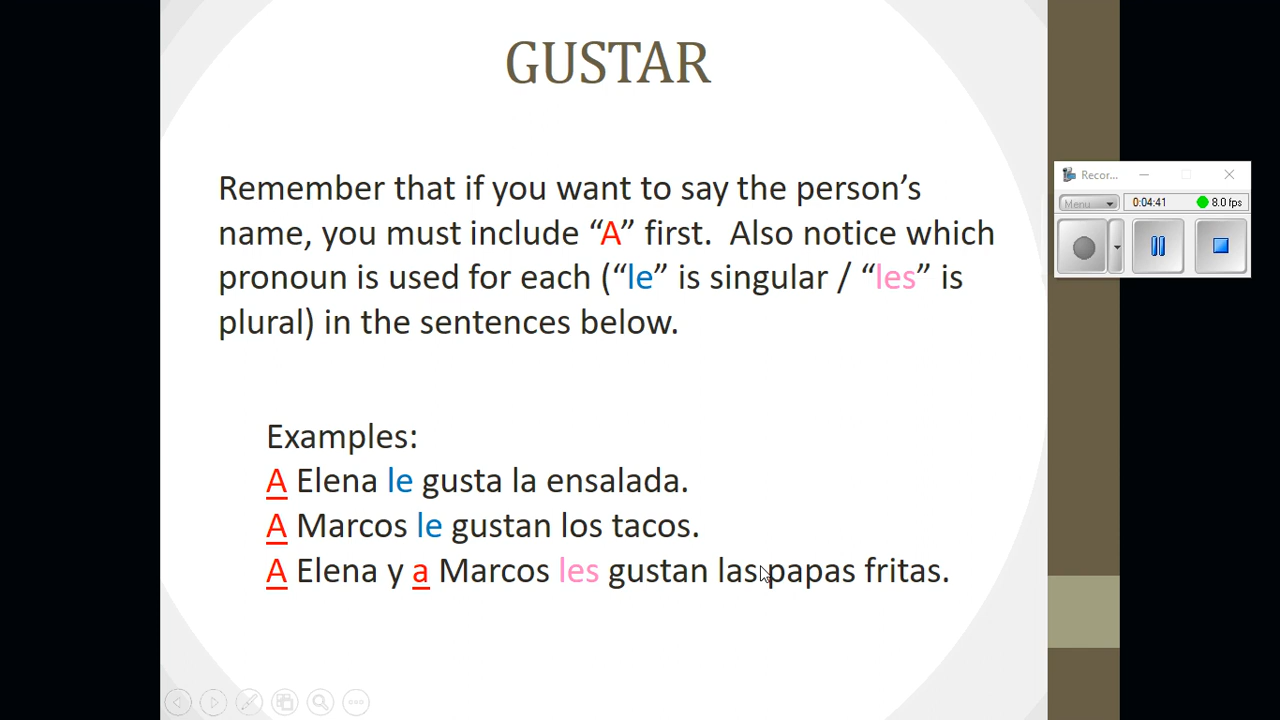 GUSTAR
Remember that if you want to say the person’s
name, you must include “A” first.  Also notice which
pronoun is used for each (“le” is singular / “les” is
plural) in the sentences below.
Examples:
A Elena le gusta la ensalada.
A Marcos le gustan los tacos.
A Elena y a Marcos les gustan las papas fritas.
Recor...
Menu
0:04:41
8.0 fps